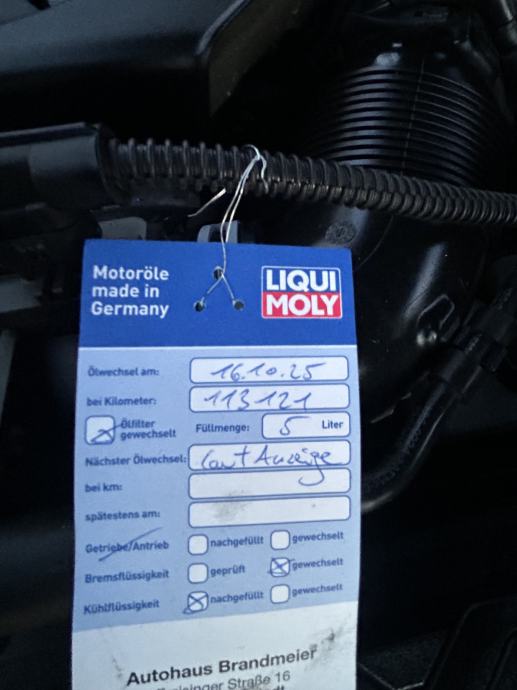 Motoröle
made in
Germany
LIQUI
MOLY
Ölwechsel am: 16.10.25
bei Kilometer: 113121
Ölfilter
gewechselt
Füllmenge: 5 Liter
Nächster Ölwechsel: laut Anzeige
bei km:
spätestens am:
Getriebe/Antrieb nachgefüllt gewechselt
Bremsflüssigkeit geprüft gewechselt
Kühlflüssigkeit nachgefüllt gewechselt
Autohaus Brandmeier
Straße 16